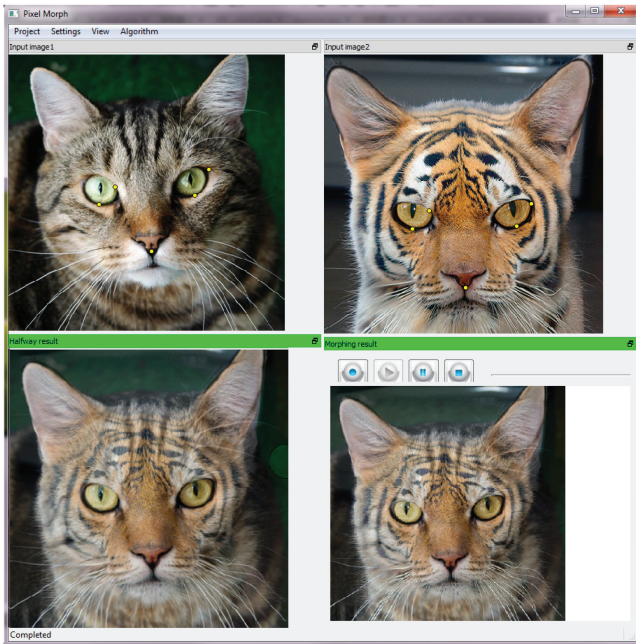 Pixel Morph
Project Settings View Algorithm
Input image1
Input image2
Halfway result
Morphing result
Completed